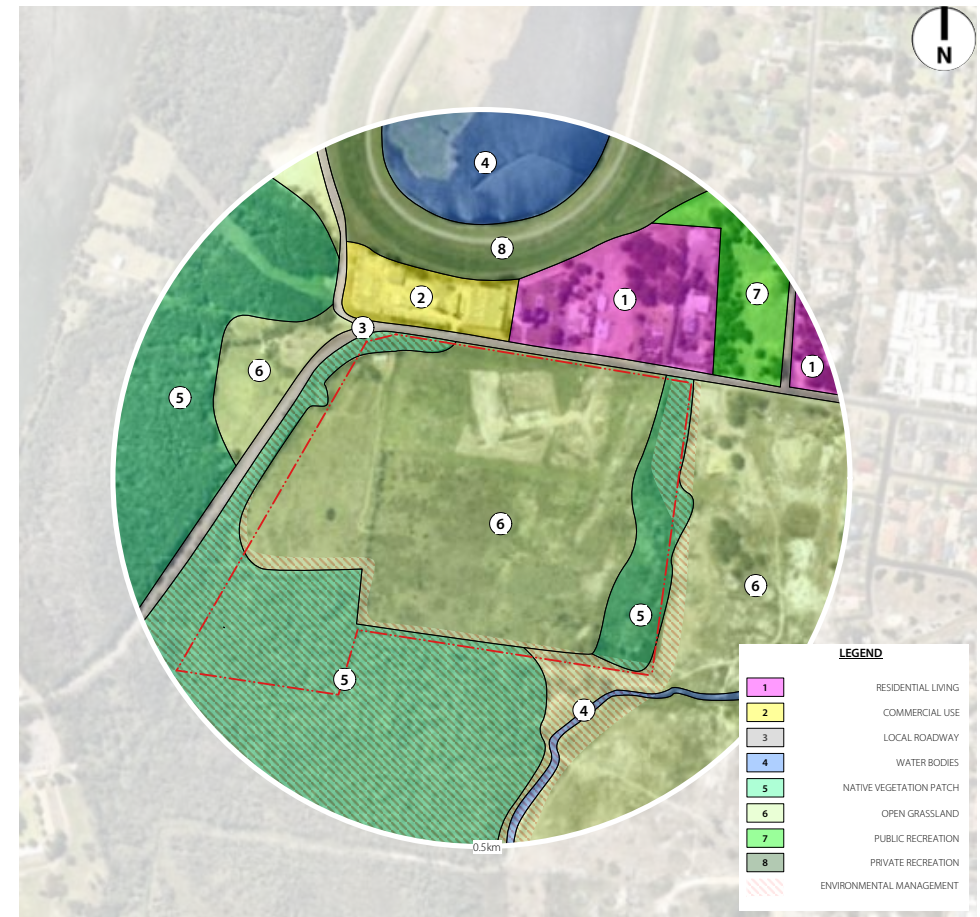 N
4
8
7
2
1
3
1
6
5
6
6
5
5
4
0.5km
LEGEND
1 RESIDENTIAL LIVING
2 COMMERCIAL USE
3 LOCAL ROADWAY
4 WATER BODIES
5 NATIVE VEGETATION PATCH
6 OPEN GRASSLAND
7 PUBLIC RECREATION
8 PRIVATE RECREATION
ENVIRONMENTAL MANAGEMENT